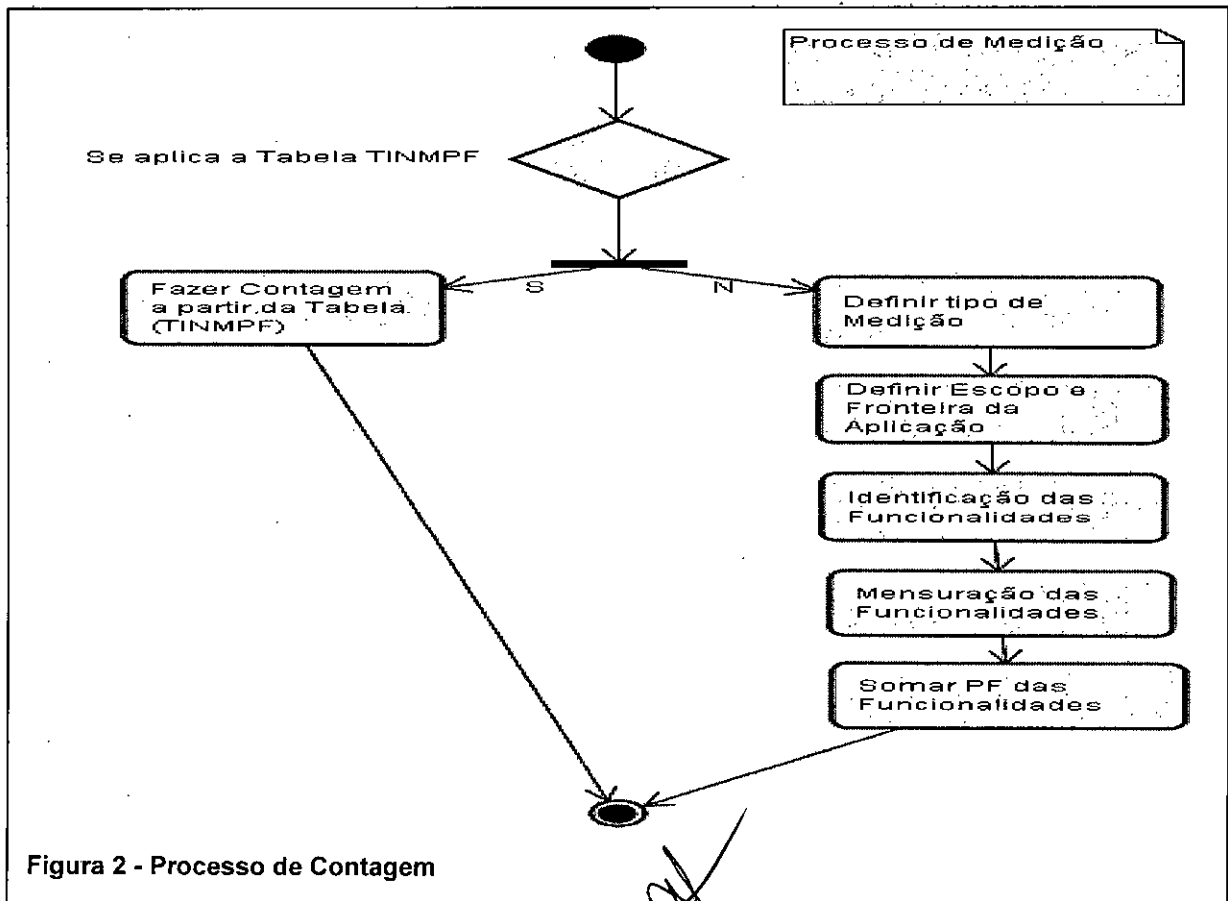 Processo de Medição
Se aplica a Tabela TINMPF
S
N
Fazer Contagem
a partir da Tabela
(TINMPF)
Definir tipo de
Medição
Definir Escopo e
Fronteira da
Aplicação
Identificação das
Funcionalidades
Mensuração das
Funcionalidades
Somar PF das
Funcionalidades
Figura 2 - Processo de Contagem